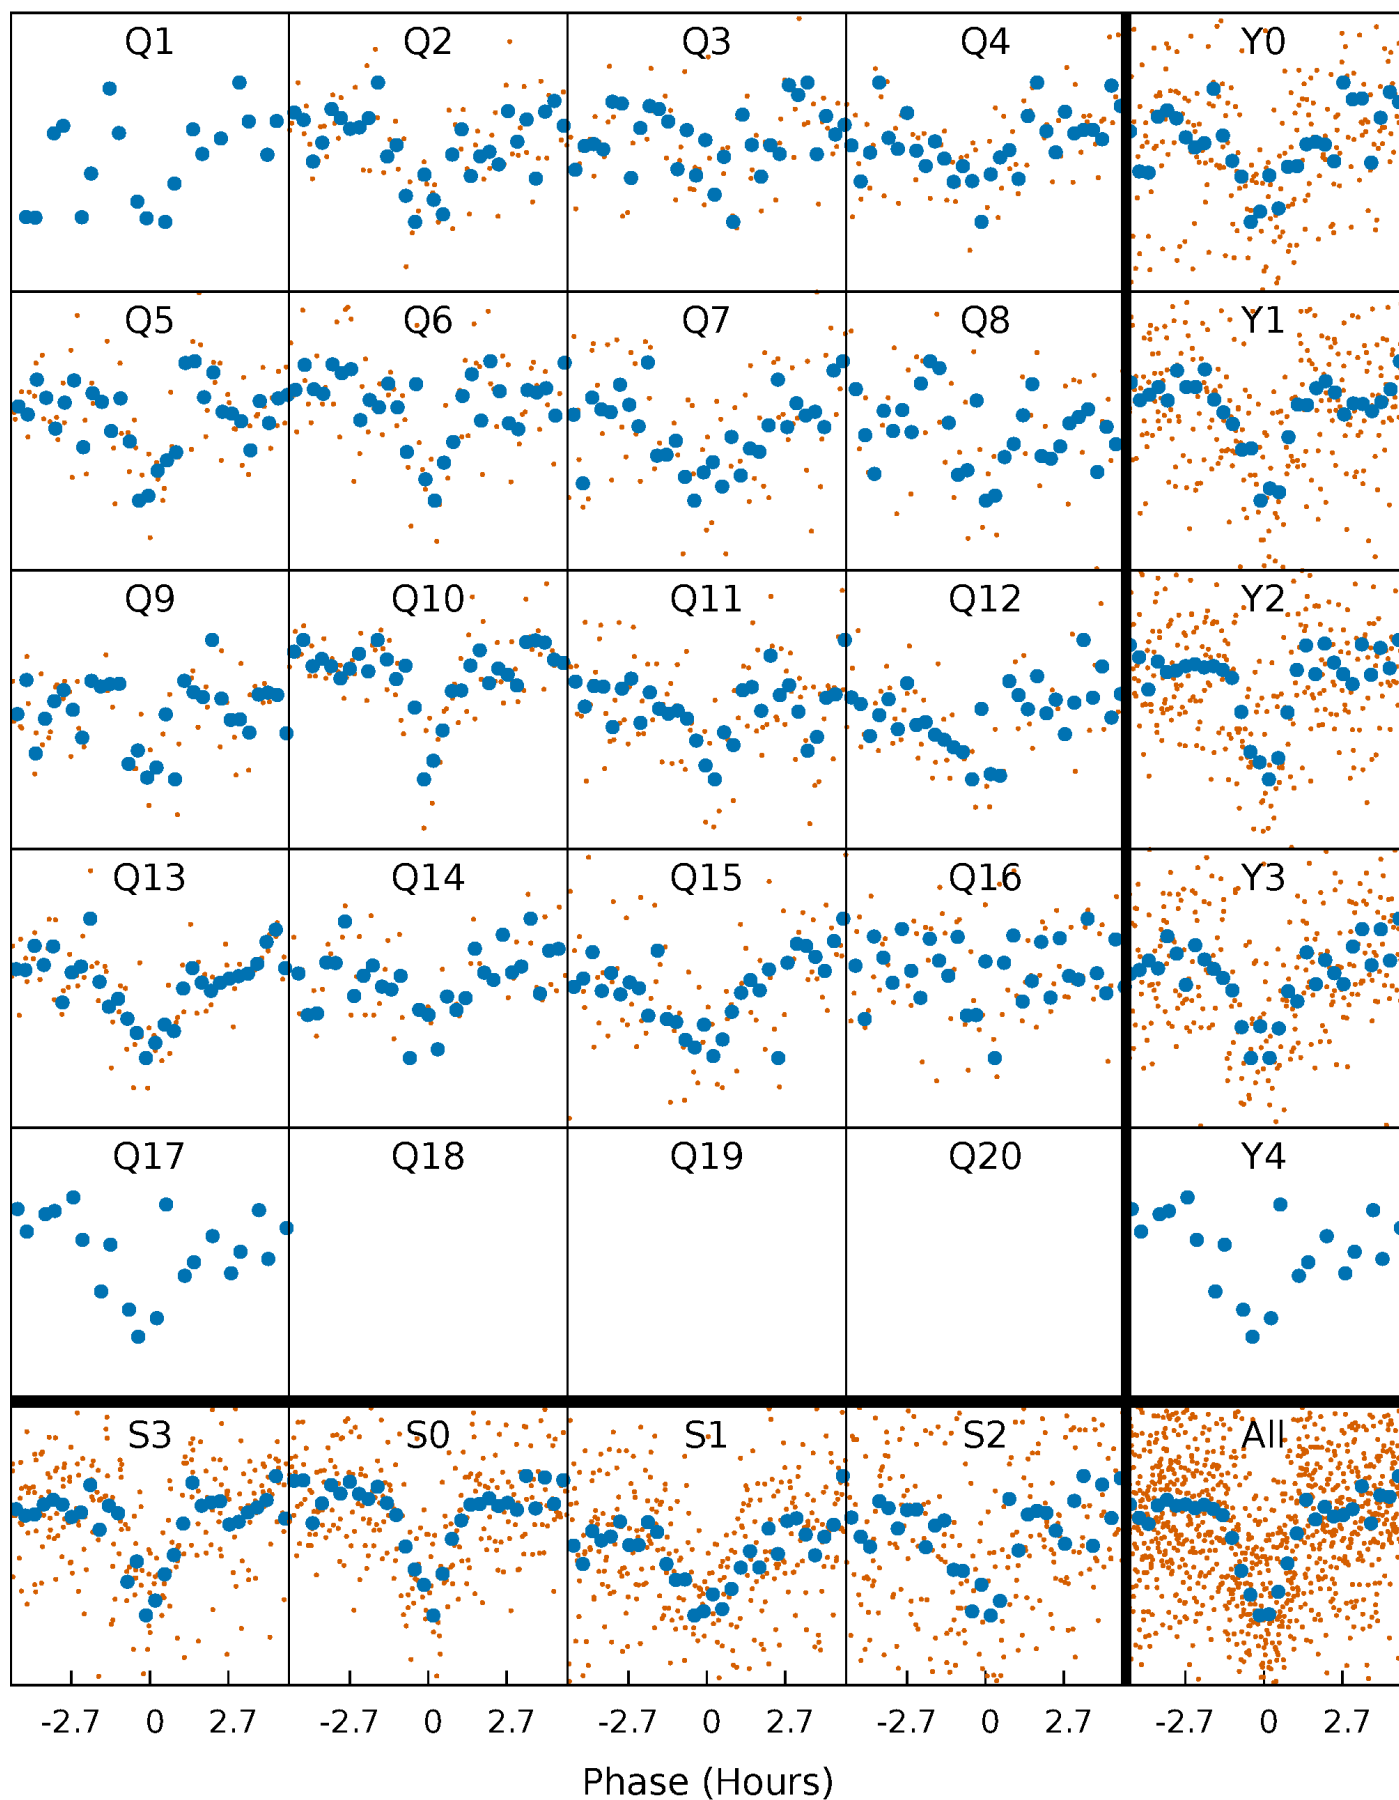 Q1 Q2 Q3 Q4 Y0
Q5 Q6 Q7 Q8 Y1
Q9 Q10 Q11 Q12 Y2
Q13 Q14 Q15 Q16 Y3
Q17 Q18 Q19 Q20 Y4
S3 S0 S1 S2 All
-2.7 0 2.7 -2.7 0 2.7 -2.7 0 2.7 -2.7 0 2.7 -2.7 0 2.7
Phase (Hours)